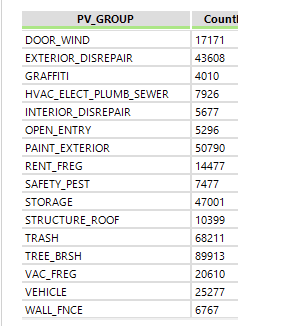 PV_GROUP Count
DOOR_WIND 17171
EXTERIOR_DISREPAIR 43608
GRAFFITI 4010
HVAC_ELECT_PLUMB_SEWER 7926
INTERIOR_DISREPAIR 5677
OPEN_ENTRY 5296
PAINT_EXTERIOR 50790
RENT_FREG 14477
SAFETY_PEST 7477
STORAGE 47001
STRUCTURE_ROOF 10399
TRASH 68211
TREE_BRSH 89913
VAC_FREG 20610
VEHICLE 25277
WALL_FNCE 6767